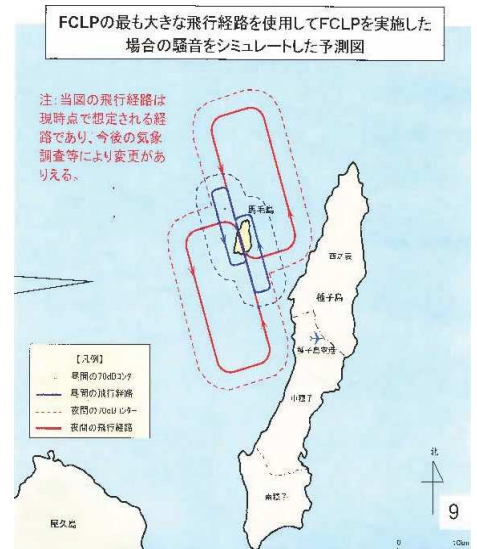 FCLPの最も大きな飛行経路を使用してFCLPを実施した
場合の騒音をシミュレートした予測図
注：当図の飛行経路は
現時点で想定される経
路であり、今後の気象
調査等により変更があ
りえる。
馬毛島
西之表
種子島
種子島空港
中種子
【凡例】
昼間の70dBコンター
昼間の飛行経路
夜間の70dBコンター
夜間の飛行経路
南種子
屋久島
北
9
0
10km